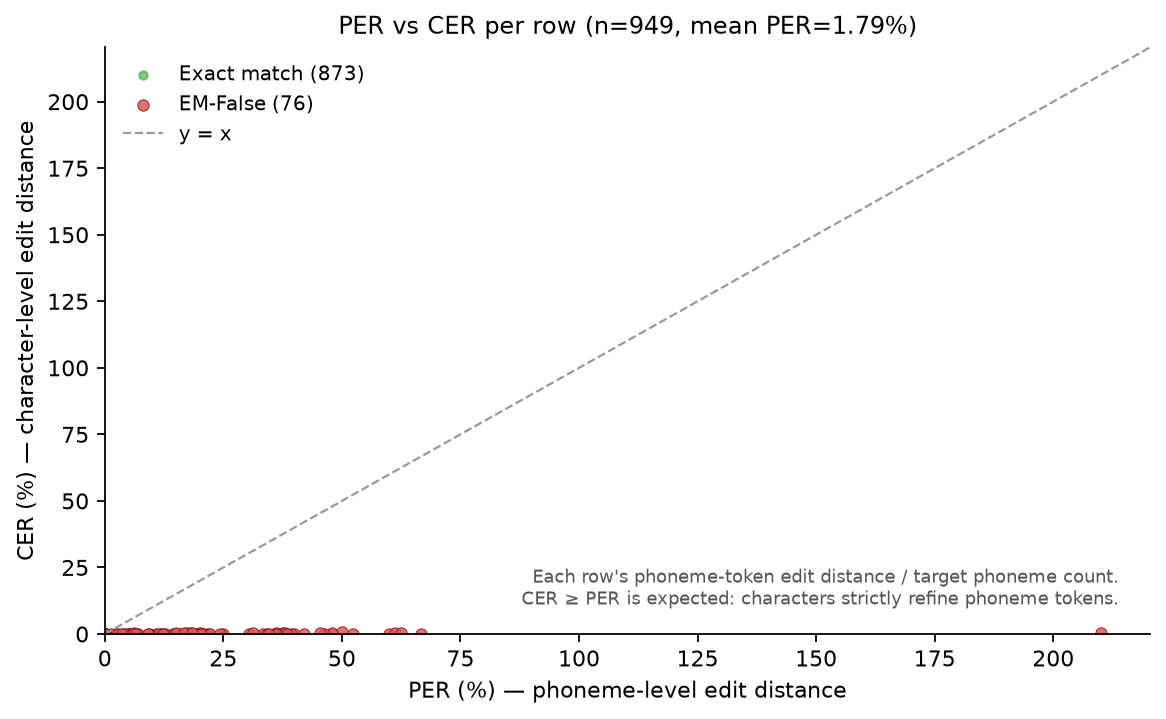 PER vs CER per row (n=949, mean PER=1.79%)
Exact match (873)
EM-False (76)
y = x
CER (%) — character-level edit distance
200
175
150
125
100
75
50
25
0
Each row's phoneme-token edit distance / target phoneme count.
CER ≥ PER is expected: characters strictly refine phoneme tokens.
0 25 50 75 100 125 150 175 200
PER (%) — phoneme-level edit distance